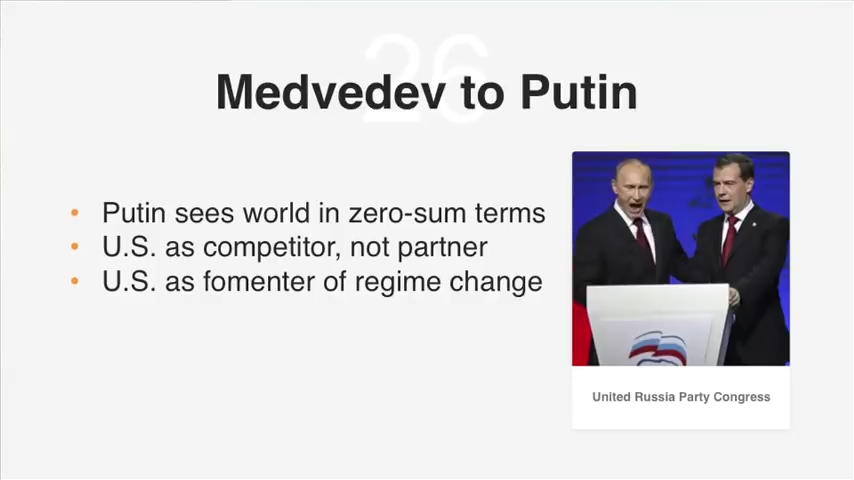 26
Medvedev to Putin
• Putin sees world in zero-sum terms
• U.S. as competitor, not partner
• U.S. as fomenter of regime change
United Russia Party Congress